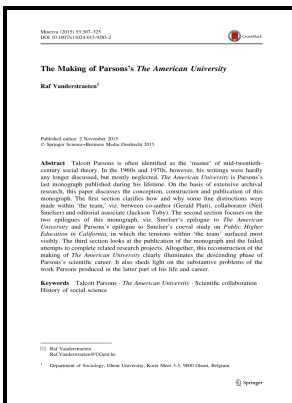 Minerva (2015) 53:307–325
DOI 10.1007/s11024-015-9285-2
CrossMark
The Making of Parsons's The American University
Raf Vanderstraeten1
Published online: 2 November 2015
© Springer Science+Business Media Dordrecht 2015
Abstract Talcott Parsons is often identified as the 'master' of mid-twentieth-
century social theory. In the 1960s and 1970s, however, his writings were hardly
any longer discussed, but mostly neglected. The American University is Parsons's
last monograph published during his lifetime. On the basis of extensive archival
research, this paper discusses the conception, construction and publication of this
monograph. The first section clarifies how and why some fine distinctions were
made within 'the team,' viz. between co-author (Gerald Platt), collaborator (Neil
Smelser) and editorial associate (Jackson Toby). The second section focuses on the
two epilogues of this monograph, viz. Smelser's epilogue to The American
University and Parsons's epilogue to Smelser's coeval study on Public Higher
Education in California, in which the tensions within 'the team' surfaced most
visibly. The third section looks at the publication of the monograph and the failed
attempts to complete related research projects. Altogether, this reconstruction of the
making of The American University clearly illuminates the descending phase of
Parsons's scientific career. It also sheds light on the substantive problems of the
work Parsons produced in the latter part of his life and career.
Keywords Talcott Parsons · The American University · Scientific collaboration ·
History of social science
✉ Raf Vanderstraeten
Raf.Vanderstraeten@UGent.be
1 Department of Sociology, Ghent University, Korte Meer 3-5, 9000 Ghent, Belgium
Springer